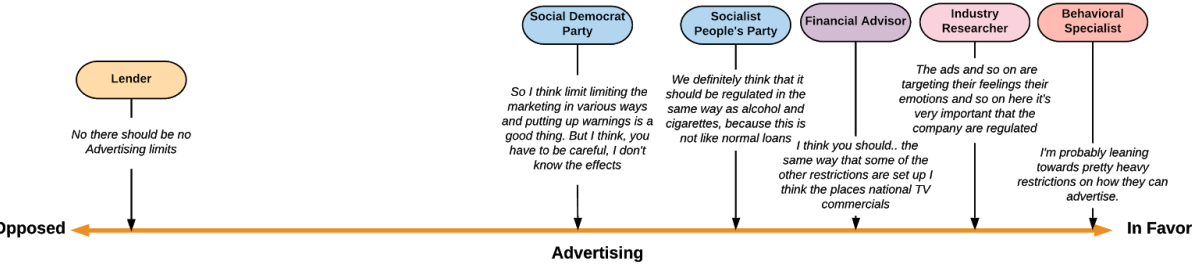 Social Democrat
Party
Socialist
People's Party
Financial Advisor
Industry
Researcher
Behavioral
Specialist
Lender
No there should be no
Advertising limits
So I think limit limiting the
marketing in various ways
and putting up warnings is a
good thing. But I think, you
have to be careful, I don't
know the effects
We definitely think that it
should be regulated in the
same way as alcohol and
cigarettes, because this is
not like normal loans
I think you should.. the
same way that some of the
other restrictions are set up I
think the places national TV
commercials
The ads and so on are
targeting their feelings their
emotions and so on here it's
very important that the
company are regulated
I'm probably leaning
towards pretty heavy
restrictions on how they can
advertise.
Opposed
In Favor
Advertising